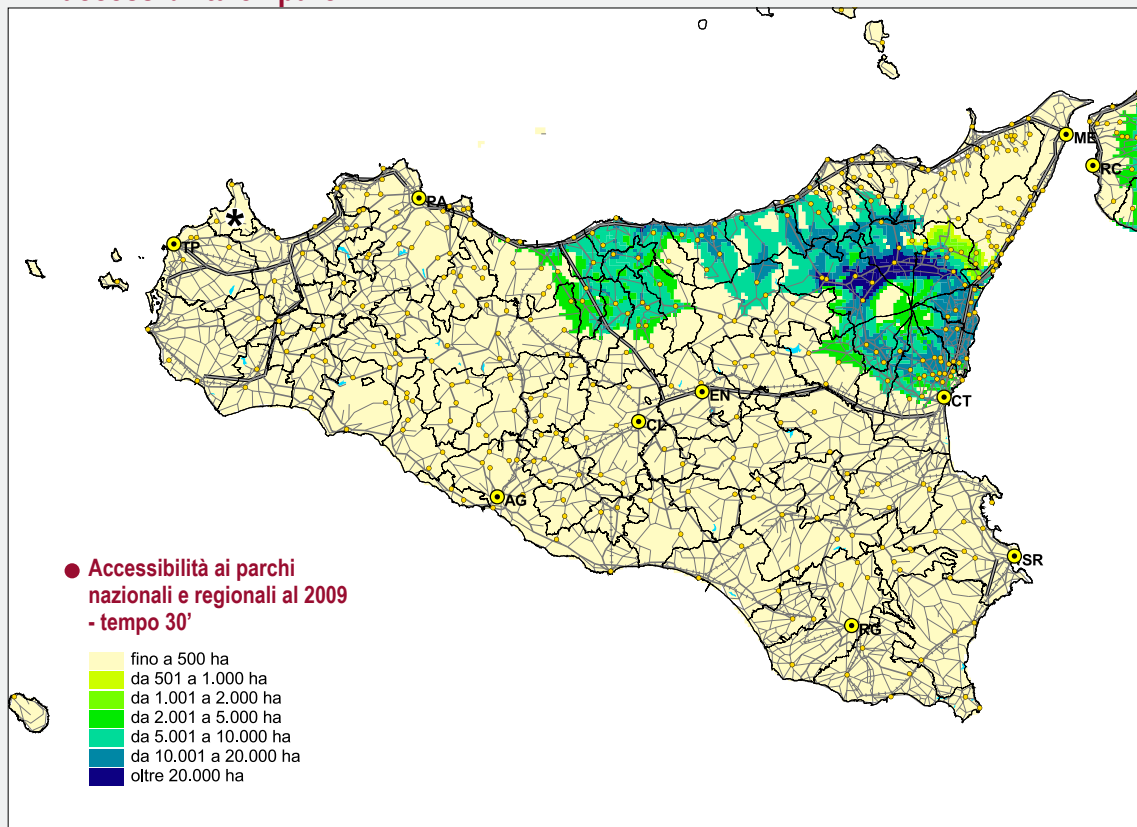 ME
RC
PA
*
TP
EN
CT
CL
AG
SR
RG
Accessibilità ai parchi
nazionali e regionali al 2009
- tempo 30’
fino a 500 ha
da 501 a 1.000 ha
da 1.001 a 2.000 ha
da 2.001 a 5.000 ha
da 5.001 a 10.000 ha
da 10.001 a 20.000 ha
oltre 20.000 ha